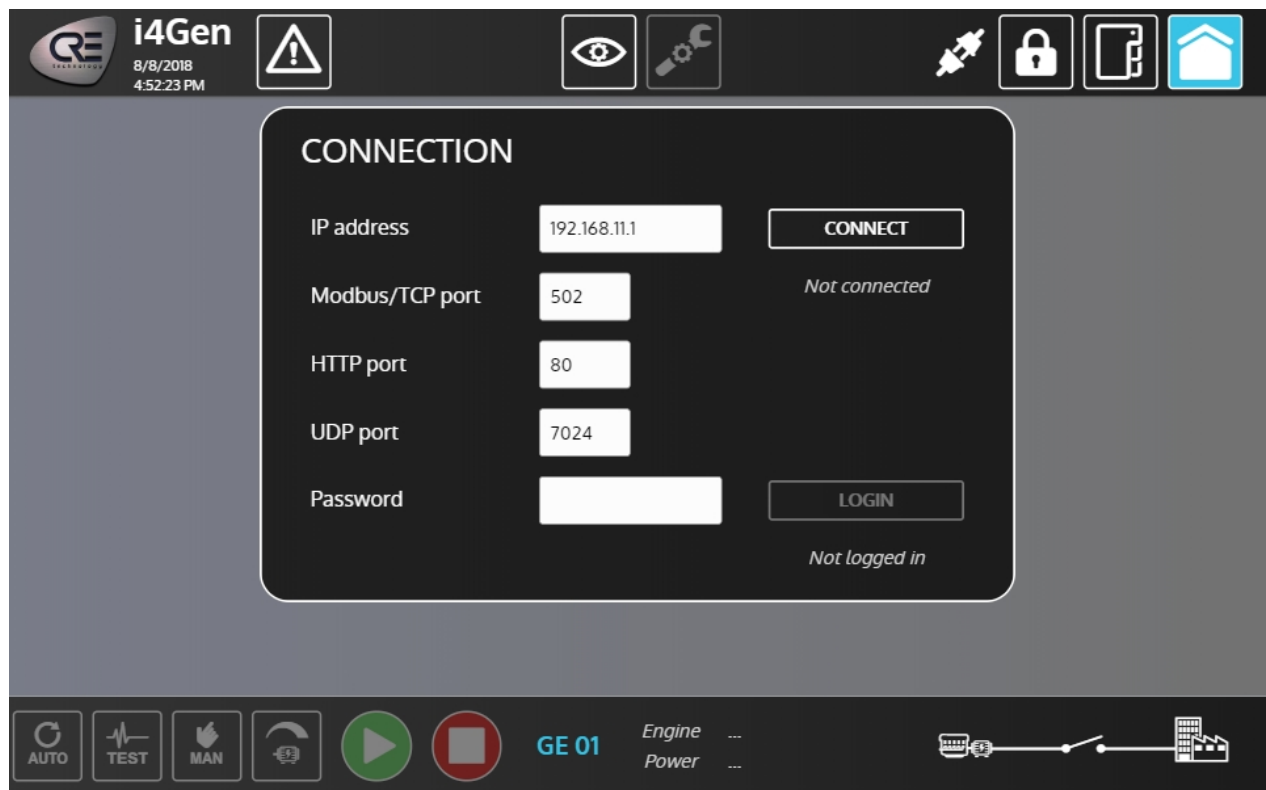 CRE
technology
i4Gen
8/8/2018
4:52:23 PM
CONNECTION
IP address
192.168.11.1
CONNECT
Modbus/TCP port
502
Not connected
HTTP port
80
UDP port
7024
Password
LOGIN
Not logged in
AUTO
TEST
MAN
GE 01
Engine ...
Power ...